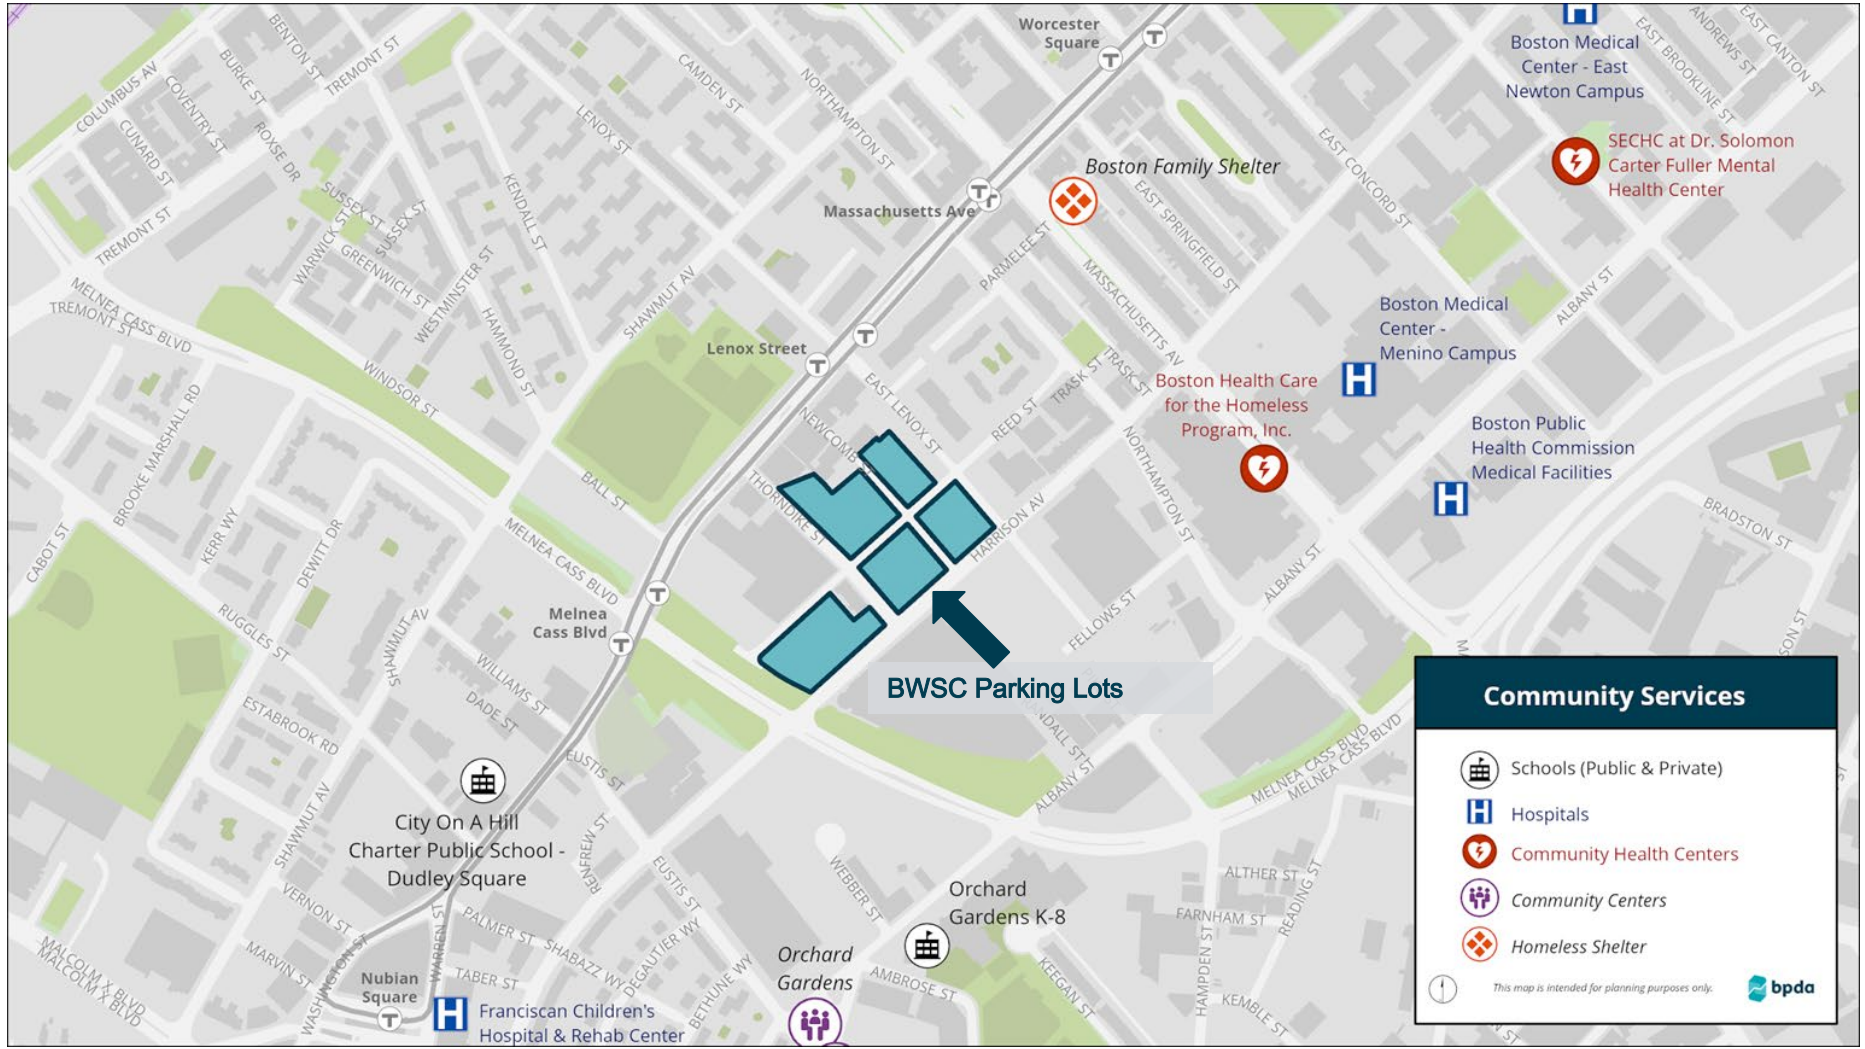 Worcester
Square
Boston Medical
Center - East
Newton Campus
SECHC at Dr. Solomon
Carter Fuller Mental
Health Center
Boston Family Shelter
Massachusetts Ave
Boston Medical
Center -
Menino Campus
Lenox Street
Boston Health Care
for the Homeless
Program, Inc.
Boston Public
Health Commission
Medical Facilities
Melnea
Cass Blvd
BWSC Parking Lots
City On A Hill
Charter Public School -
Dudley Square
Orchard
Gardens K-8
Orchard
Gardens
Nubian
Square
Franciscan Children's
Hospital & Rehab Center
COLUMBUS AV
BENTON ST
BURKE ST
COVENTRY ST
CUNARD ST
TREMONT ST
TREMONT ST
ROXSE DR
SUSSEX ST
SUSSEX ST
WARWICK ST
GREENWICH ST
WESTMINSTER ST
HAMMOND ST
KENDALL ST
LENOX ST
CAMDEN ST
NORTHAMPTON ST
SHAWMUT AV
MELNEA CASS BLVD
TREMONT ST
WINDSOR ST
BROOKE MARSHALL RD
KERR WY
DEWITT DR
CABOT ST
RUGGLES ST
SHAWMUT AV
ESTABROOK RD
WILLIAMS ST
DADE ST
EUSTIS ST
MELNEA CASS BLVD
BALL ST
THORNDIKE ST
NEWCOMB ST
EAST LENOX ST
REED ST
TRASK ST
TRASK ST
PARMELEE ST
MASSACHUSETTS AV
EAST SPRINGFIELD ST
EAST CONCORD ST
EAST BROOKLINE ST
ANDREWS ST
EAST CANTON ST
ALBANY ST
HARRISON AV
NORTHAMPTON ST
FELLOWS ST
ALBANY ST
BRADSTON ST
RANDALL ST
ALBANY ST
MELNEA CASS BLVD
MELNEA CASS BLVD
SHAWMUT AV
VERNON ST
MARVIN ST
WASHINGTON ST
MALCOLM X BLVD
MALCOLM X BLVD
WARREN ST
PALMER ST
TABER ST
SHABAZZ WY
DEGAUTIER WY
BETHUNE WY
RENFREW ST
EUSTIS ST
WEBBER ST
AMBROSE ST
KEEGAN ST
ALTHER ST
FARNHAM ST
READING ST
HAMPDEN ST
KEMBLE ST
Community Services
Schools (Public & Private)
Hospitals
Community Health Centers
Community Centers
Homeless Shelter
This map is intended for planning purposes only.
bpda